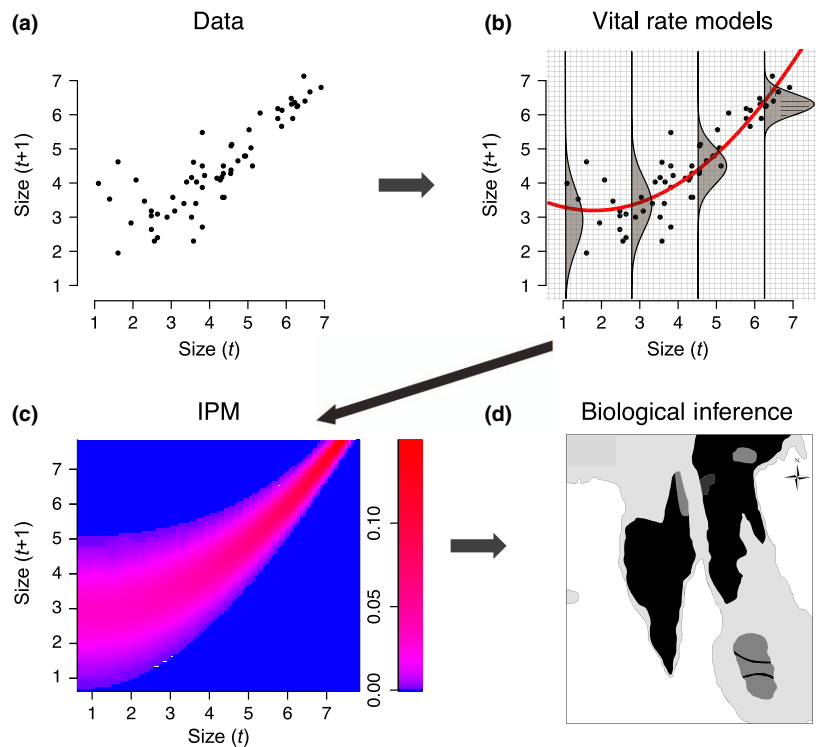 (a) Data
7
6
5
4
3
2
1
Size (t+1)
1 2 3 4 5 6 7
Size (t)
(b) Vital rate models
7
6
5
4
3
2
1
Size (t+1)
1 2 3 4 5 6 7
Size (t)
(c) IPM
7
6
5
4
3
2
1
Size (t+1)
1 2 3 4 5 6 7
Size (t)
0.10
0.05
0.00
(d) Biological inference
N